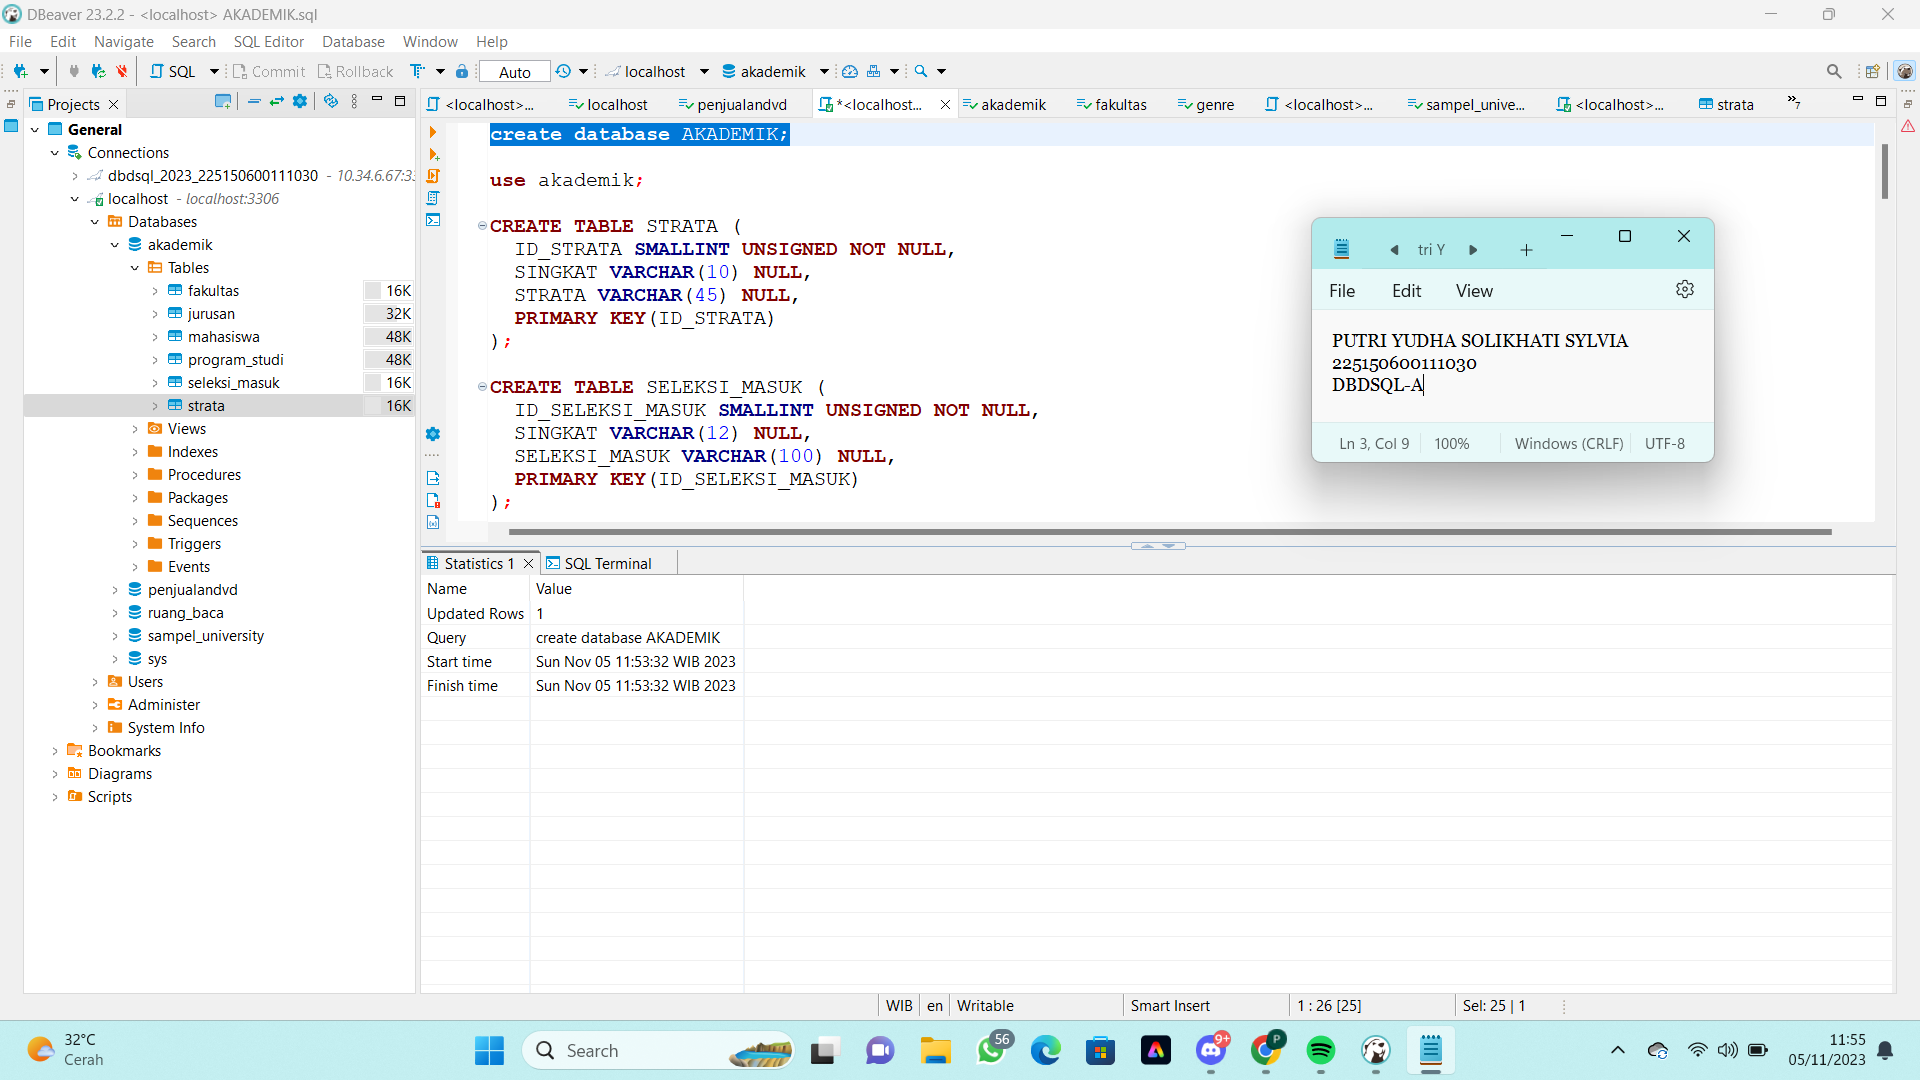 DBeaver 23.2.2 - <localhost> AKADEMIK.sql
File Edit Navigate Search SQL Editor Database Window Help
SQL Commit Rollback Auto localhost akademik
Projects
<localhost>... localhost penjualandvd *<localhost... akademik fakultas genre <localhost>... sampel_unive... <localhost>... strata »7
General
Connections
dbdsql_2023_225150600111030 - 10.34.6.67:33
localhost - localhost:3306
Databases
akademik
Tables
fakultas 16K
jurusan 32K
mahasiswa 48K
program_studi 48K
seleksi_masuk 16K
strata 16K
Views
Indexes
Procedures
Packages
Sequences
Triggers
Events
penjualandvd
ruang_baca
sampel_university
sys
Users
Administer
System Info
Bookmarks
Diagrams
Scripts
create database AKADEMIK;
use akademik;
CREATE TABLE STRATA (
ID_STRATA SMALLINT UNSIGNED NOT NULL,
SINGKAT VARCHAR(10) NULL,
STRATA VARCHAR(45) NULL,
PRIMARY KEY(ID_STRATA)
);
CREATE TABLE SELEKSI_MASUK (
ID_SELEKSI_MASUK SMALLINT UNSIGNED NOT NULL,
SINGKAT VARCHAR(12) NULL,
SELEKSI_MASUK VARCHAR(100) NULL,
PRIMARY KEY(ID_SELEKSI_MASUK)
);
tri Y
File Edit View
PUTRI YUDHA SOLIKHATI SYLVIA
225150600111030
DBDSQL-A
Ln 3, Col 9 100% Windows (CRLF) UTF-8
Statistics 1 SQL Terminal
Name Value
Updated Rows 1
Query create database AKADEMIK
Start time Sun Nov 05 11:53:32 WIB 2023
Finish time Sun Nov 05 11:53:32 WIB 2023
WIB en Writable Smart Insert 1 : 26 [25] Sel: 25 | 1
32°C
Cerah
Search
56
9+
P
11:55
05/11/2023